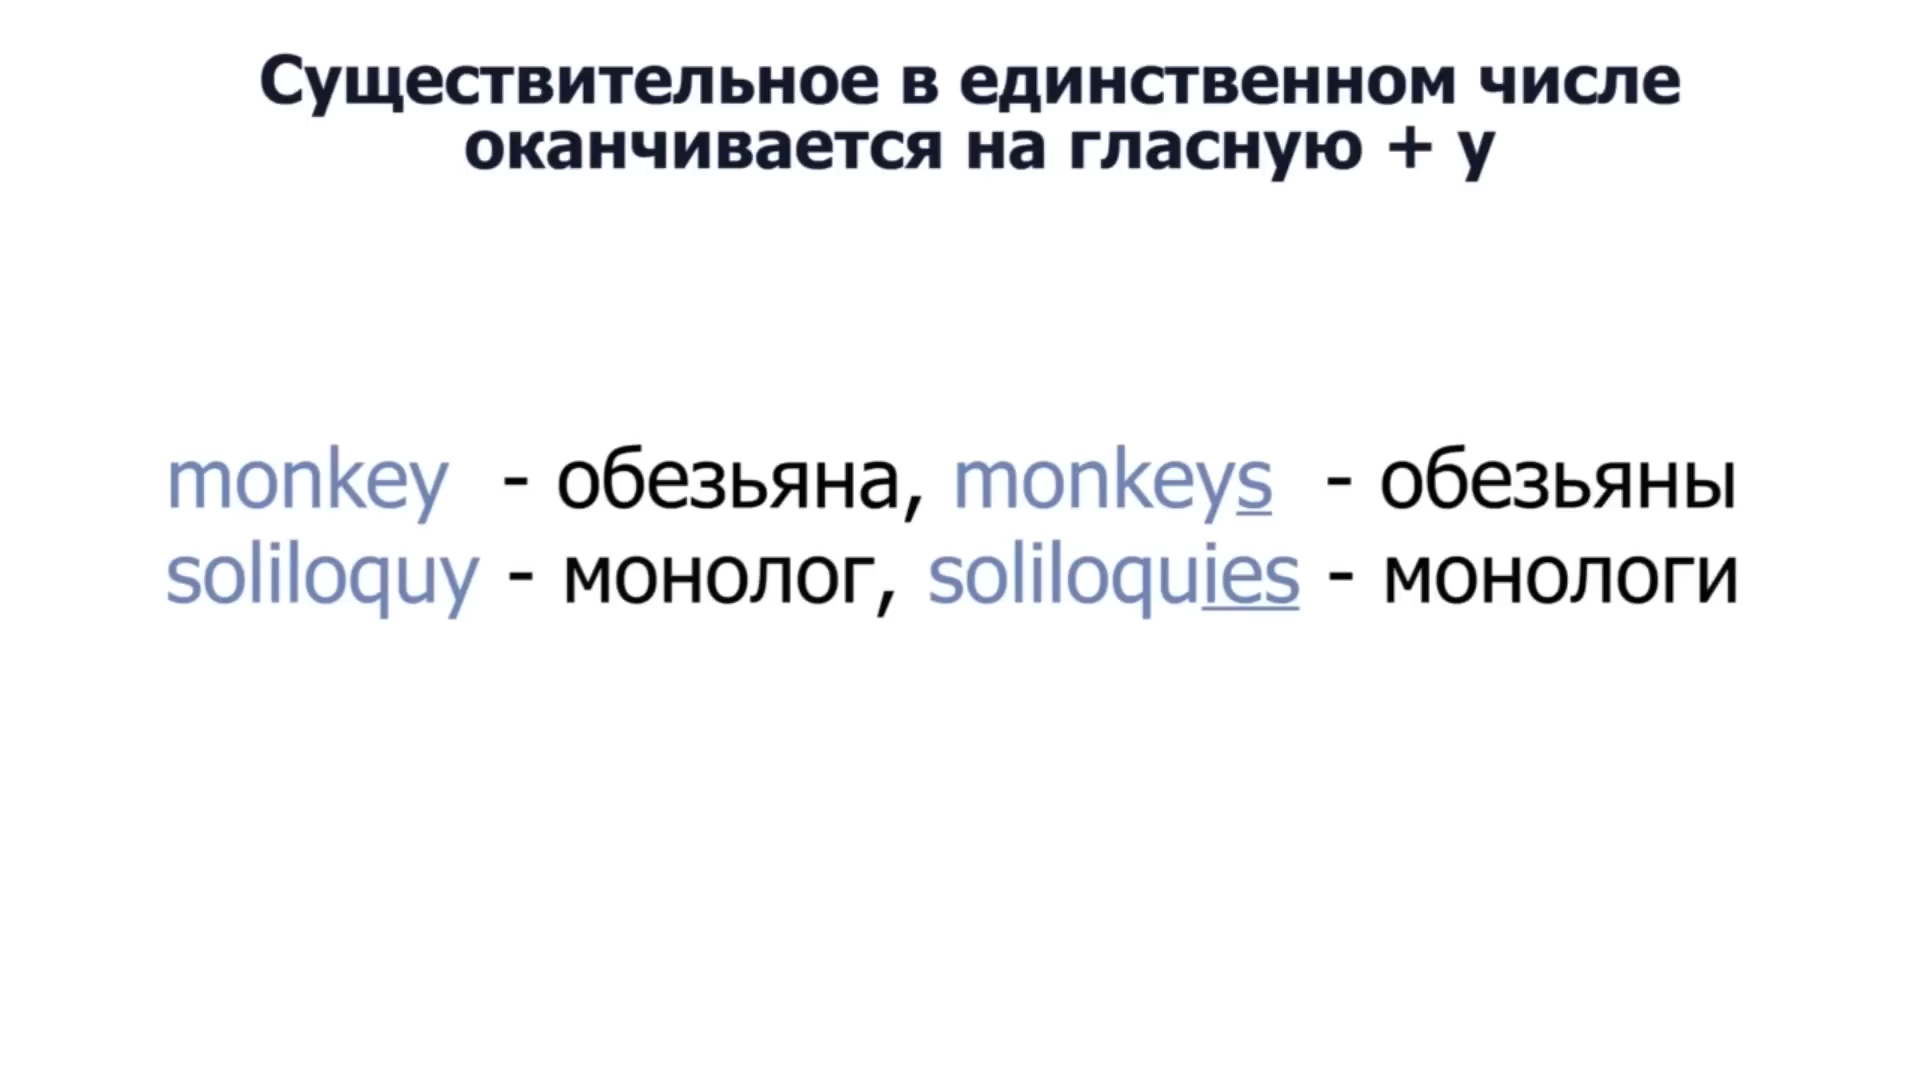 Существительное в единственном числе
оканчивается на гласную + y
monkey - обезьяна, monkeys - обезьяны
soliloquy - монолог, soliloquies - монологи